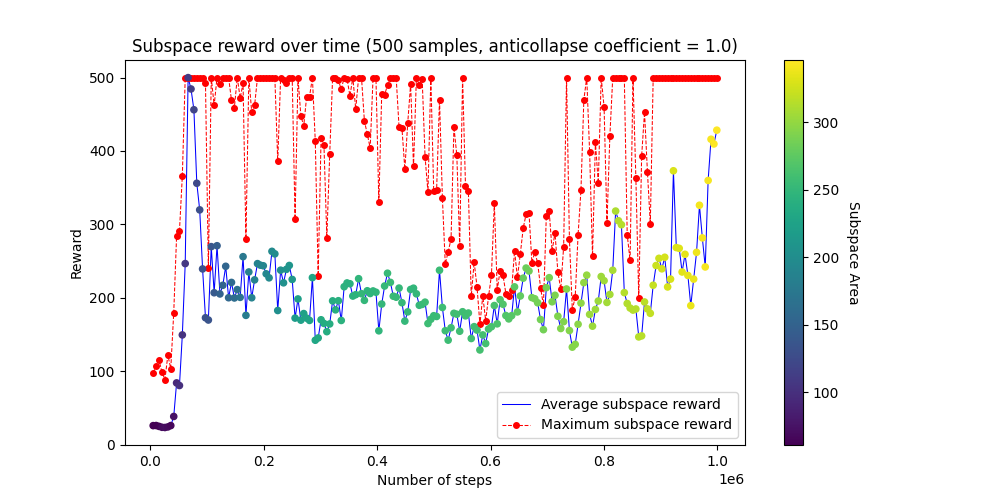 Subspace reward over time (500 samples, anticollapse coefficient = 1.0)
Reward
500
400
300
200
100
0
0.0
0.2
0.4
0.6
0.8
1.0
1e6
Number of steps
Average subspace reward
Maximum subspace reward
300
250
200
150
100
Subspace Area